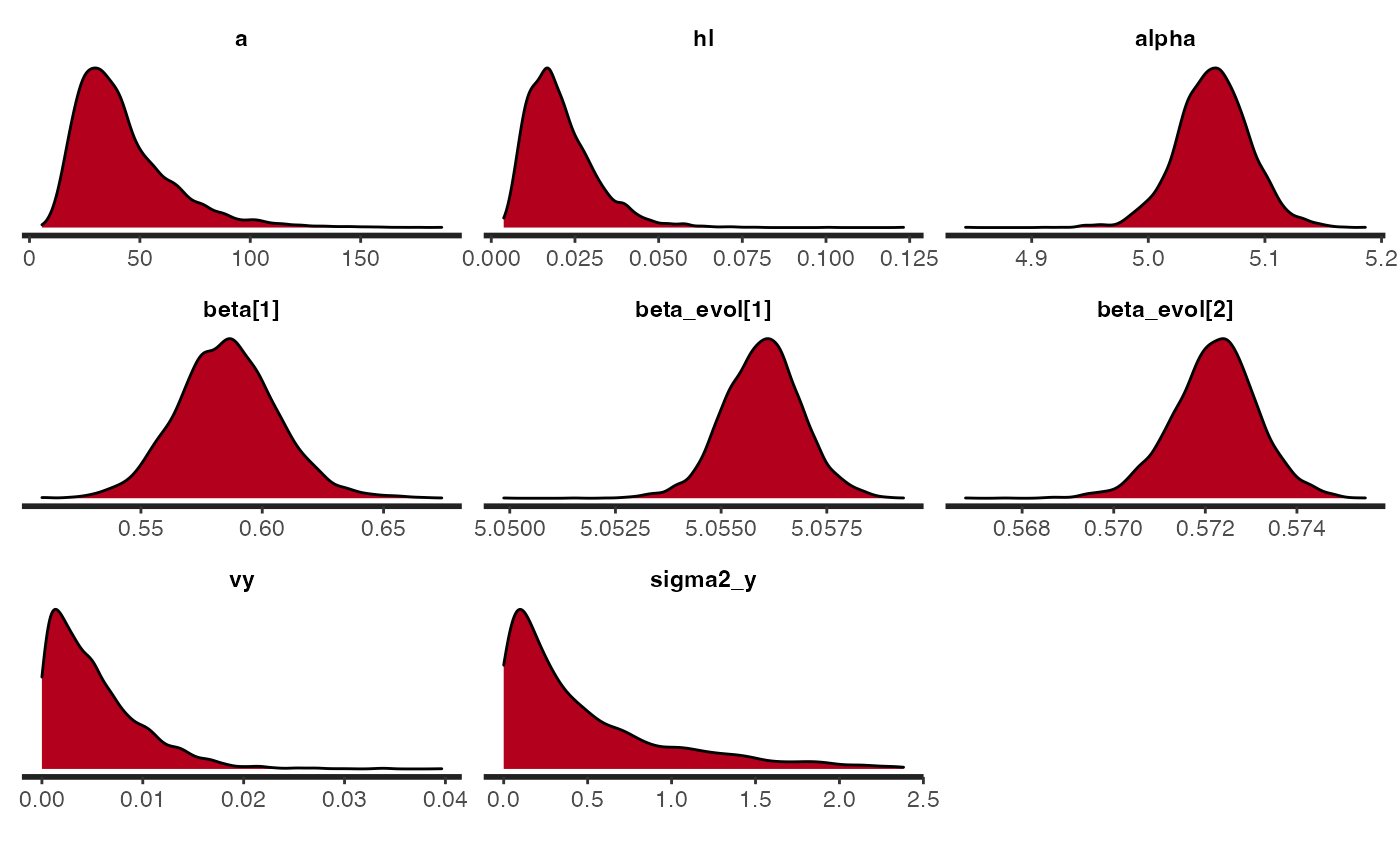 a hl alpha
0 50 100 150 0.000 0.025 0.050 0.075 0.100 0.125 4.9 5.0 5.1 5.2
beta[1] beta_evol[1] beta_evol[2]
0.55 0.60 0.65 5.0500 5.0525 5.0550 5.0575 0.568 0.570 0.572 0.574
vy sigma2_y
0.00 0.01 0.02 0.03 0.04 0.0 0.5 1.0 1.5 2.0 2.5